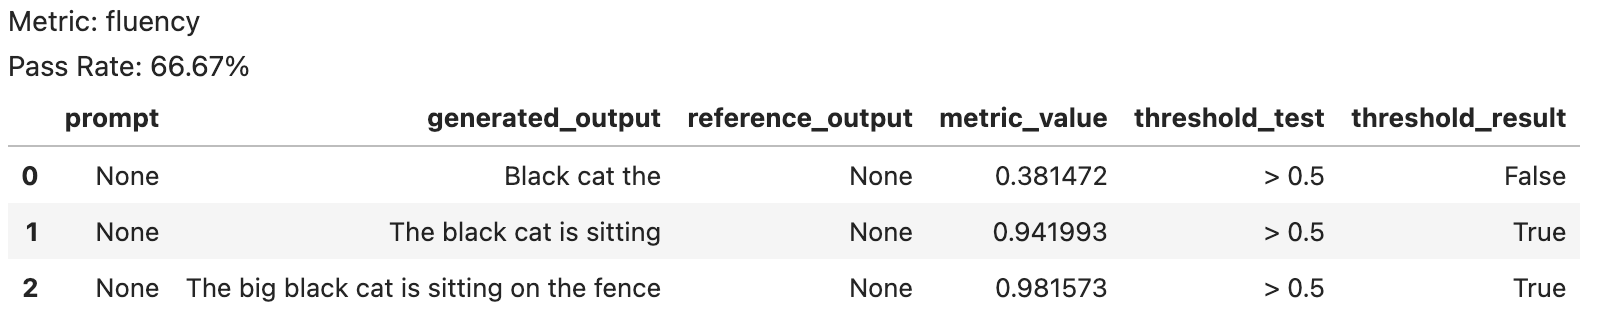 Metric: fluency
Pass Rate: 66.67%
prompt generated_output reference_output metric_value threshold_test threshold_result
0 None Black cat the None 0.381472 > 0.5 False
1 None The black cat is sitting None 0.941993 > 0.5 True
2 None The big black cat is sitting on the fence None 0.981573 > 0.5 True